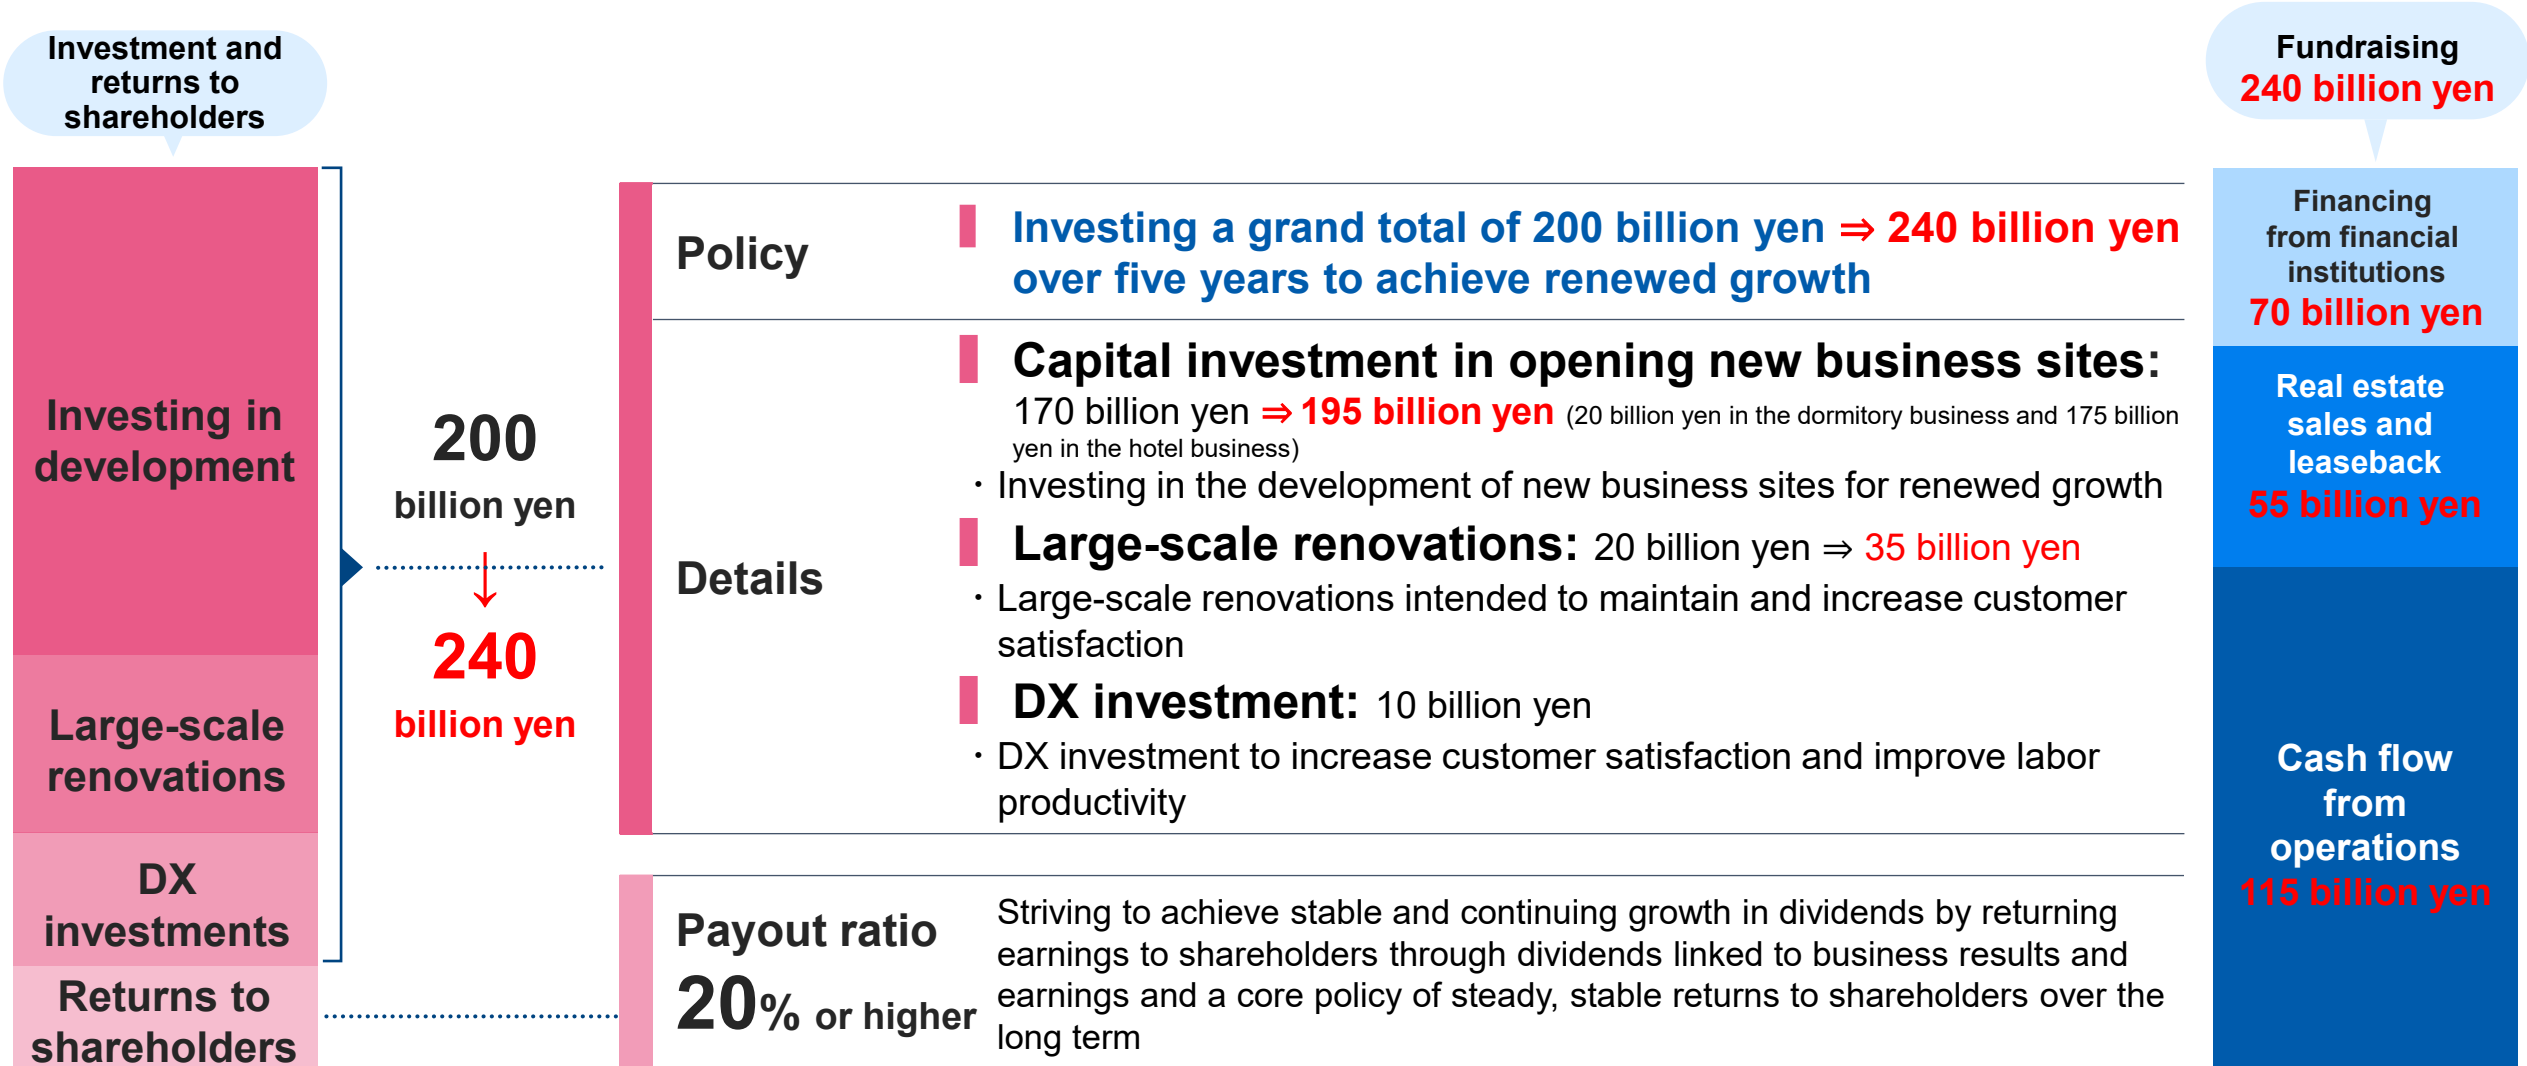 Investment and
returns to
shareholders
Investing in
development
Large-scale
renovations
DX
investments
Returns to
shareholders
200
billion yen
↓
240
billion yen
Policy
Investing a grand total of 200 billion yen ⇒ 240 billion yen
over five years to achieve renewed growth
Details
Capital investment in opening new business sites:
170 billion yen ⇒ 195 billion yen (20 billion yen in the dormitory business and 175 billion
yen in the hotel business)
・Investing in the development of new business sites for renewed growth
Large-scale renovations: 20 billion yen ⇒ 35 billion yen
・Large-scale renovations intended to maintain and increase customer
satisfaction
DX investment: 10 billion yen
・DX investment to increase customer satisfaction and improve labor
productivity
Payout ratio
20% or higher
Striving to achieve stable and continuing growth in dividends by returning
earnings to shareholders through dividends linked to business results and
earnings and a core policy of steady, stable returns to shareholders over the
long term
Fundraising
240 billion yen
Financing
from financial
institutions
70 billion yen
Real estate
sales and
leaseback
55 billion yen
Cash flow
from
operations
115 billion yen